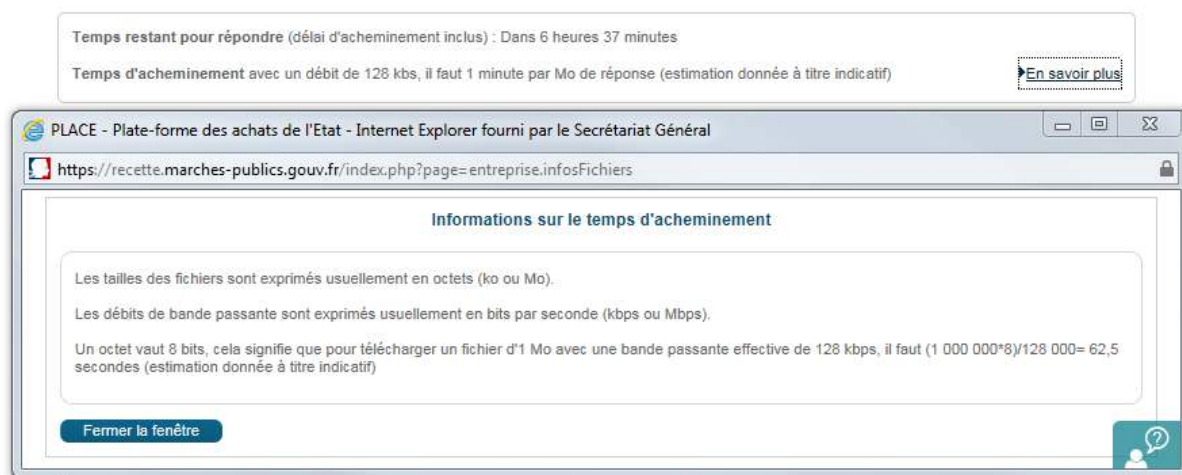 Temps restant pour répondre (délai d'acheminement inclus) : Dans 6 heures 37 minutes
Temps d'acheminement avec un débit de 128 kbs, il faut 1 minute par Mo de réponse (estimation donnée à titre indicatif)
En savoir plus
PLACE - Plate-forme des achats de l'Etat - Internet Explorer fourni par le Secrétariat Général
https://recette.marches-publics.gouv.fr/index.php?page=entreprise.infosFichiers
Informations sur le temps d'acheminement
Les tailles des fichiers sont exprimés usuellement en octets (ko ou Mo).
Les débits de bande passante sont exprimés usuellement en bits par seconde (kbps ou Mbps).
Un octet vaut 8 bits, cela signifie que pour télécharger un fichier d'1 Mo avec une bande passante effective de 128 kbps, il faut (1 000 000*8)/128 000= 62,5
secondes (estimation donnée à titre indicatif)
Fermer la fenêtre